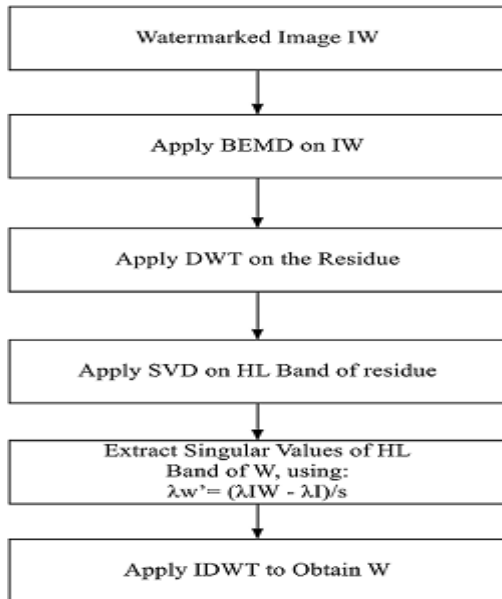 Watermarked Image IW
Apply BEMD on IW
Apply DWT on the Residue
Apply SVD on HL Band of residue
Extract Singular Values of HL
Band of W, using:
λw’= (λIW - λI)/s
Apply IDWT to Obtain W